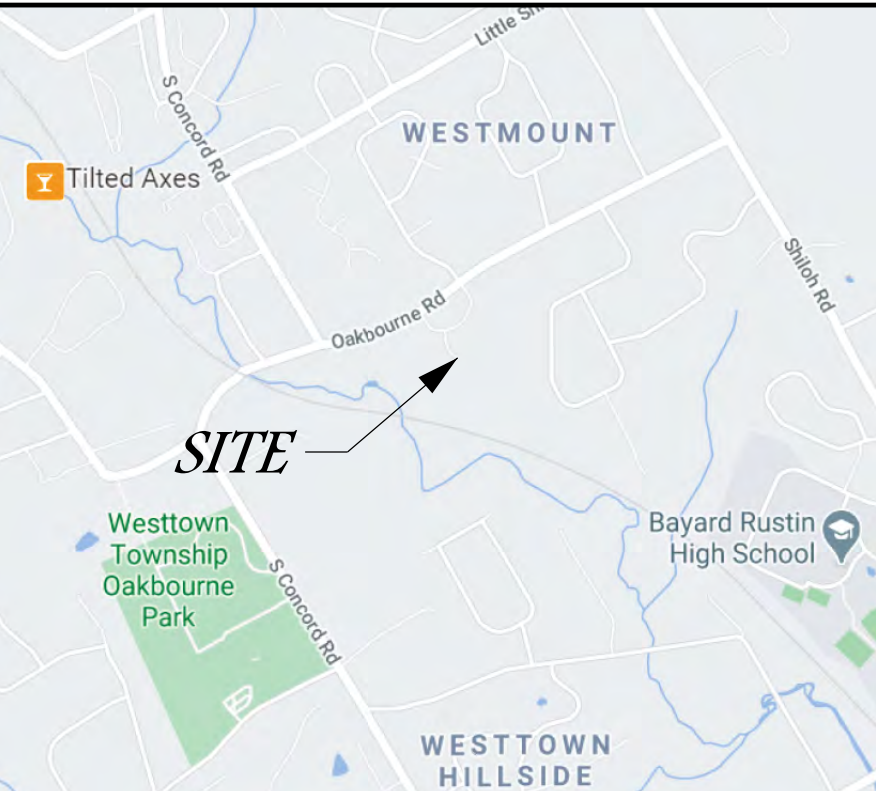 Little Sh
S Concord Rd
WESTMOUNT
Tilted Axes
Shiloh Rd
Oakbourne Rd
SITE
Westtown
Township
Oakbourne
Park
Bayard Rustin
High School
S Concord Rd
WESTTOWN
HILLSIDE